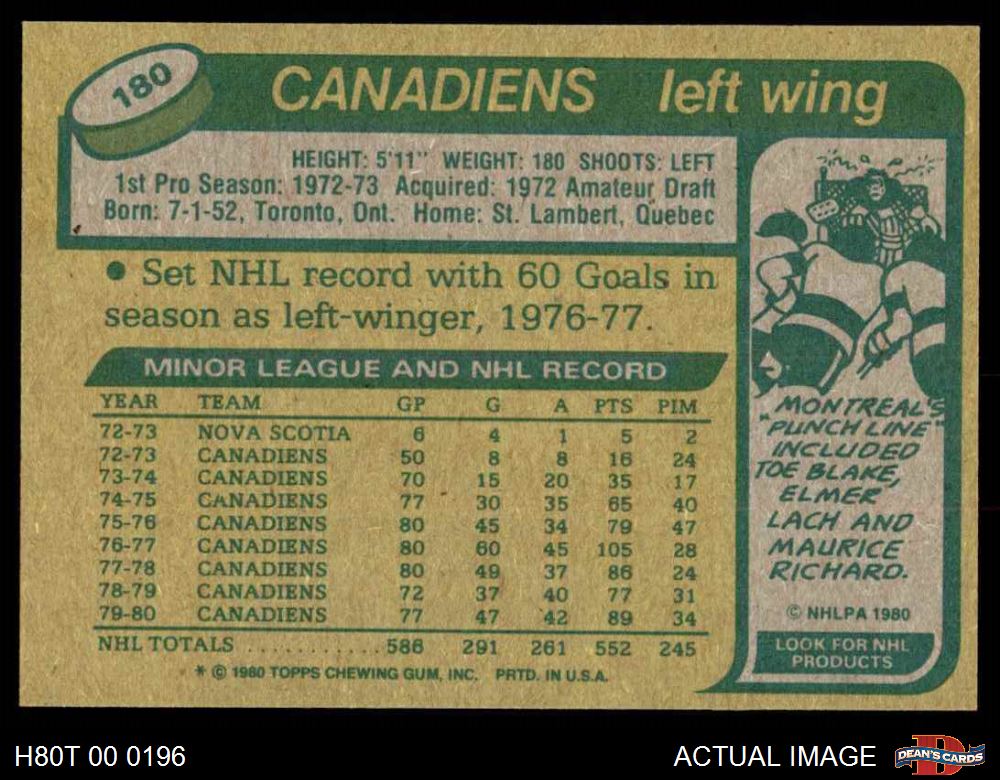 180
CANADIENS left wing
HEIGHT: 5'11" WEIGHT: 180 SHOOTS: LEFT
1st Pro Season: 1972-73 Acquired: 1972 Amateur Draft
Born: 7-1-52, Toronto, Ont. Home: St. Lambert, Quebec
• Set NHL record with 60 Goals in
season as left-winger, 1976-77.
MINOR LEAGUE AND NHL RECORD
YEAR TEAM GP G A PTS PIM
72-73 NOVA SCOTIA 6 4 1 5 2
72-73 CANADIENS 50 8 8 16 24
73-74 CANADIENS 70 15 20 35 17
74-75 CANADIENS 77 30 35 65 40
75-76 CANADIENS 80 45 34 79 47
76-77 CANADIENS 80 60 45 105 28
77-78 CANADIENS 80 49 37 86 24
78-79 CANADIENS 72 37 40 77 31
79-80 CANADIENS 77 47 42 89 34
NHL TOTALS ............ 586 291 261 552 245
* © 1980 TOPPS CHEWING GUM, INC. PRTD. IN U.S.A.
MONTREAL'S
"PUNCH LINE"
INCLUDED
TOE BLAKE,
ELMER
LACH AND
MAURICE
RICHARD.
© NHLPA 1980
LOOK FOR NHL
PRODUCTS
H80T 00 0196
ACTUAL IMAGE
D
DEAN'S CARDS